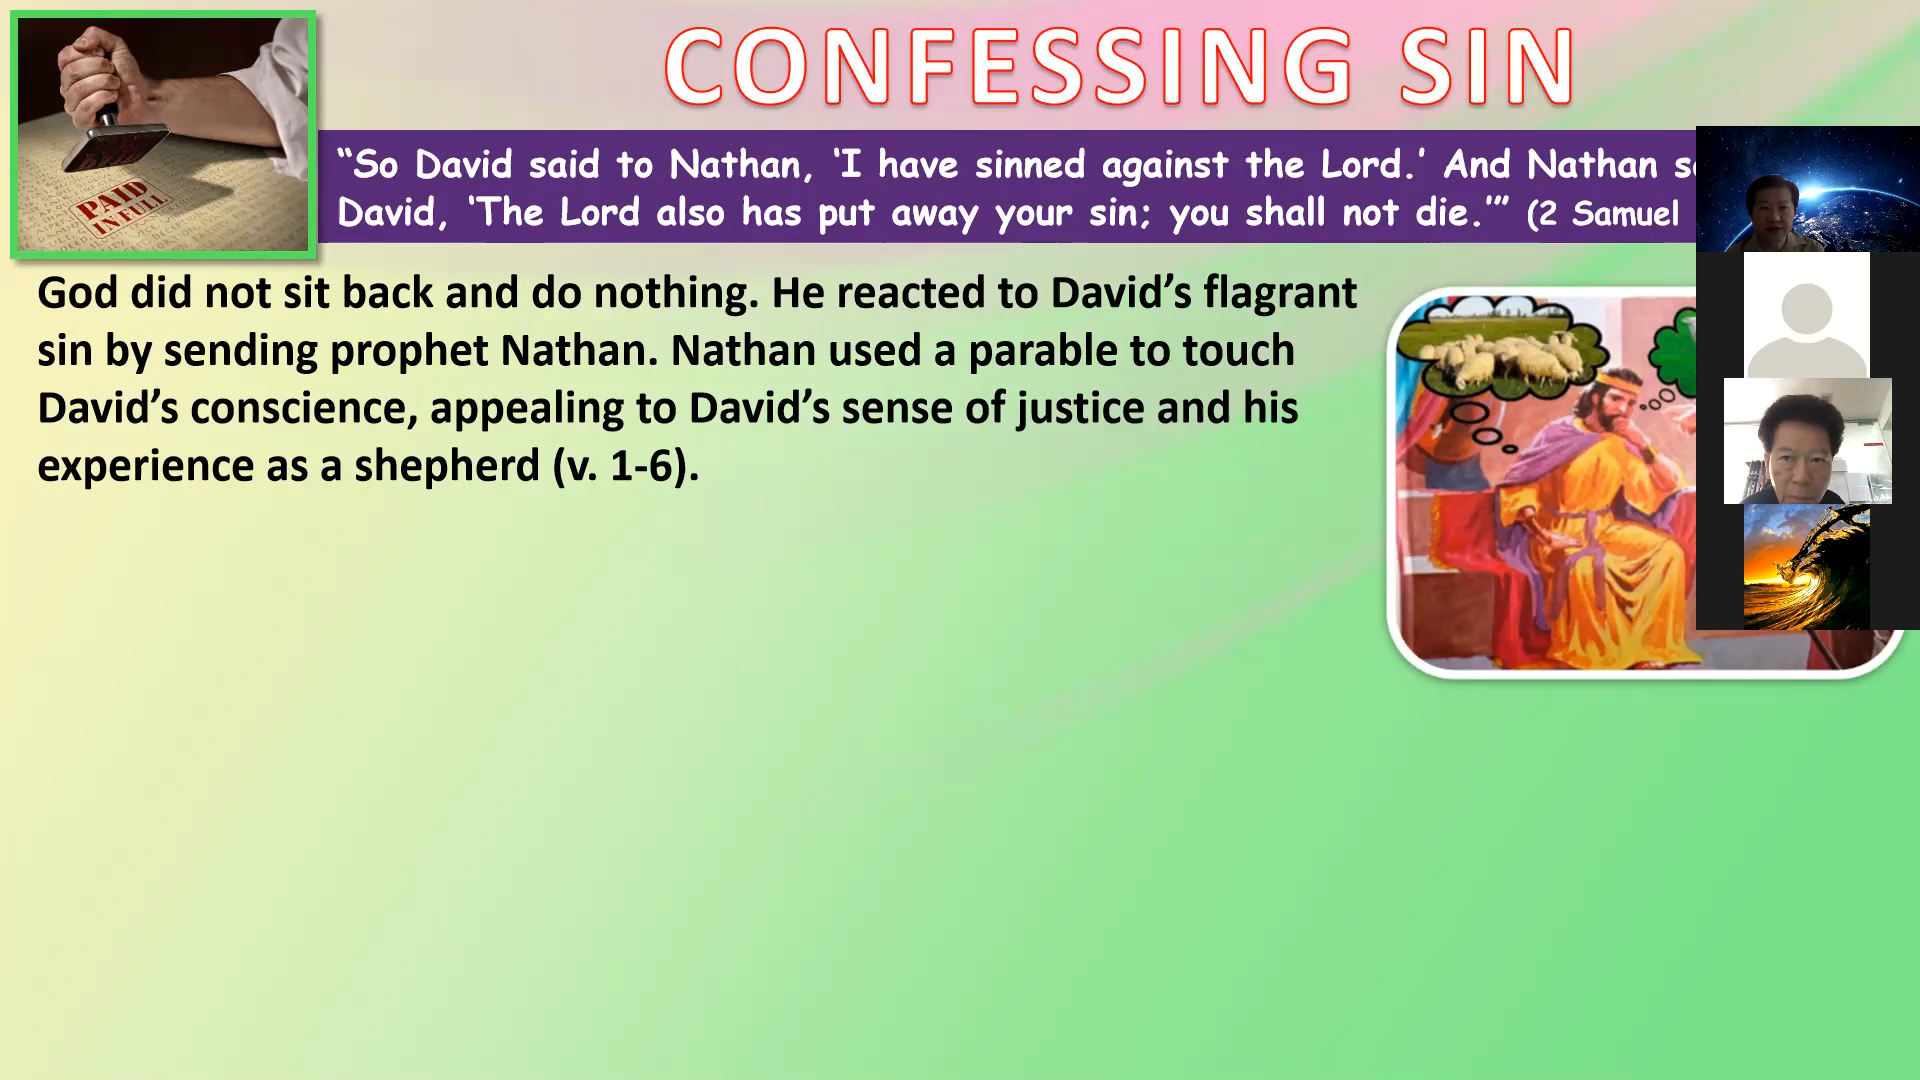 CONFESSING SIN
“So David said to Nathan, ‘I have sinned against the Lord.’ And Nathan
David, ‘The Lord also has put away your sin; you shall not die.’” (2 Samuel
PAID
IN FULL
God did not sit back and do nothing. He reacted to David’s flagrant
sin by sending prophet Nathan. Nathan used a parable to touch
David’s conscience, appealing to David’s sense of justice and his
experience as a shepherd (v. 1-6).